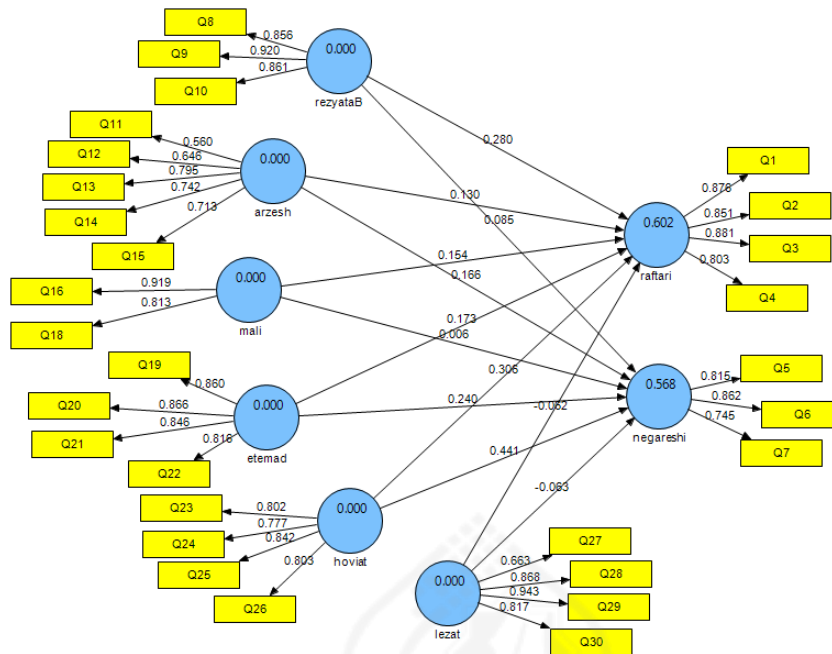 Q8
0.856
0.000
Q9
0.920
Q10
0.861
rezyataB
Q11
0.560
0.280
Q12
0.646
0.000
Q1
Q13
0.795
0.130
0.876
Q14
0.742
0.085
0.851
Q2
0.713
arzesh
0.602
0.881
Q3
Q15
0.154
0.803
0.166
raftari
Q16
0.919
0.000
Q4
0.813
Q18
mali
0.173
0.006
Q19
0.306
0.815
Q5
0.860
0.568
0.862
Q20
0.866
0.000
0.240
-0.062
0.745
Q6
Q21
0.846
0.816
negareshi
Q7
etemad
Q22
0.441
Q23
0.802
-0.063
0.000
0.777
Q24
0.842
Q27
Q25
0.803
hoviat
0.663
0.000
0.868
Q28
0.943
Q26
Q29
0.817
lezat
Q30